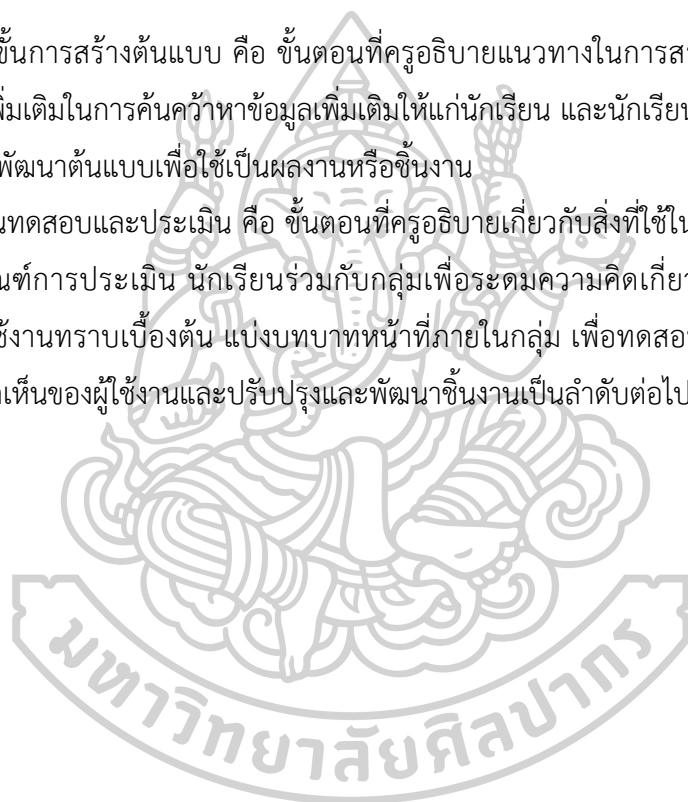 ขั้นการสร้างต้นแบบ คือ ขั้นตอนที่ครูอธิบายแนวทางในการ
พิ่มเติมในการค้นคว้าหาข้อมูลเพิ่มเติมให้แก่นักเรียน และนักเรียน
พัฒนาต้นแบบเพื่อใช้เป็นผลงานหรือชิ้นงาน
นทดสอบและประเมิน คือ ขั้นตอนที่ครูอธิบายเกี่ยวกับสิ่งที่ใช้ใน
ณฑ์การประเมิน นักเรียนร่วมกับกลุ่มเพื่อระดมความคิดเกี่ยว
ช้งานทราบเบื้องต้น แบ่งบทบาทหน้าที่ภายในกลุ่ม เพื่อทดสอบ
เห็นของผู้ใช้งานและปรับปรุงและพัฒนาชิ้นงานเป็นลำดับต่อไป
มหาวิทยาลัยศิลปากร